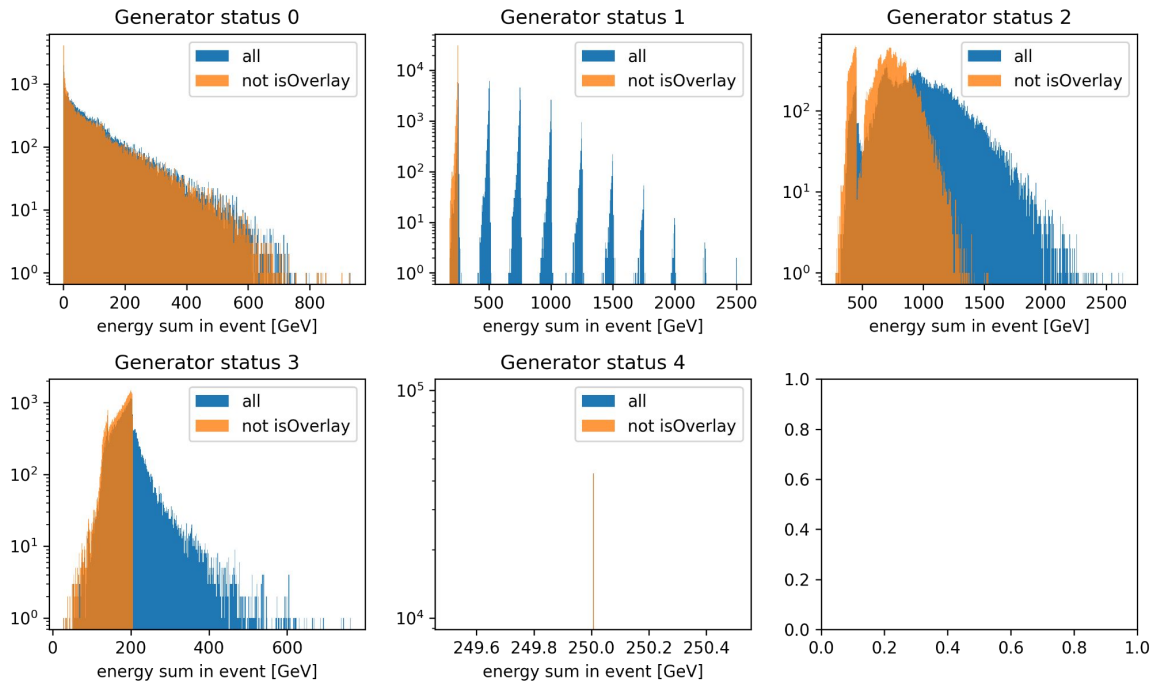 Generator status 0
all
not isOverlay
10³
10²
10¹
10⁰
0 200 400 600 800
energy sum in event [GeV]
Generator status 1
all
not isOverlay
10⁴
10³
10²
10¹
10⁰
500 1000 1500 2000 2500
energy sum in event [GeV]
Generator status 2
all
not isOverlay
10²
10¹
10⁰
500 1000 1500 2000 2500
energy sum in event [GeV]
Generator status 3
all
not isOverlay
10³
10²
10¹
10⁰
0 200 400 600
energy sum in event [GeV]
Generator status 4
all
not isOverlay
10⁵
10⁴
249.6 249.8 250.0 250.2 250.4
energy sum in event [GeV]
1.0
0.8
0.6
0.4
0.2
0.0
0.0 0.2 0.4 0.6 0.8 1.0